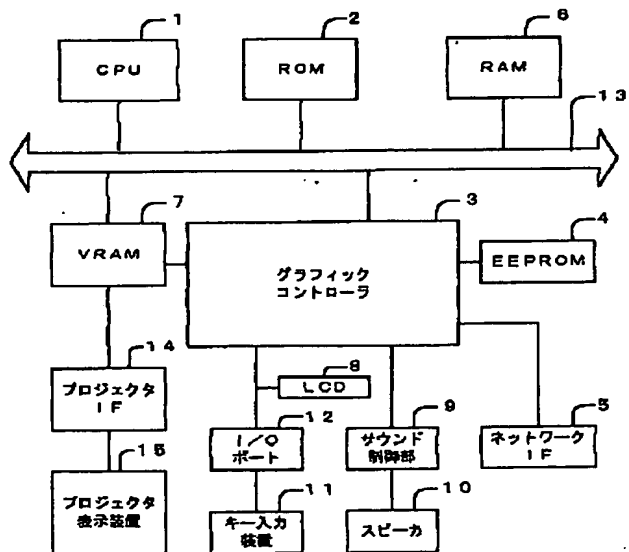 1
2
6
CPU
ROM
RAM
13
7
3
4
VRAM
グラフィック
コントローラ
EEPROM
14
8
LCD
プロジェクタ
IF
12
9
5
I/O
ポート
サウンド
制御部
ネットワーク
IF
15
11
10
プロジェクタ
表示装置
キー入力
装置
スピーカ